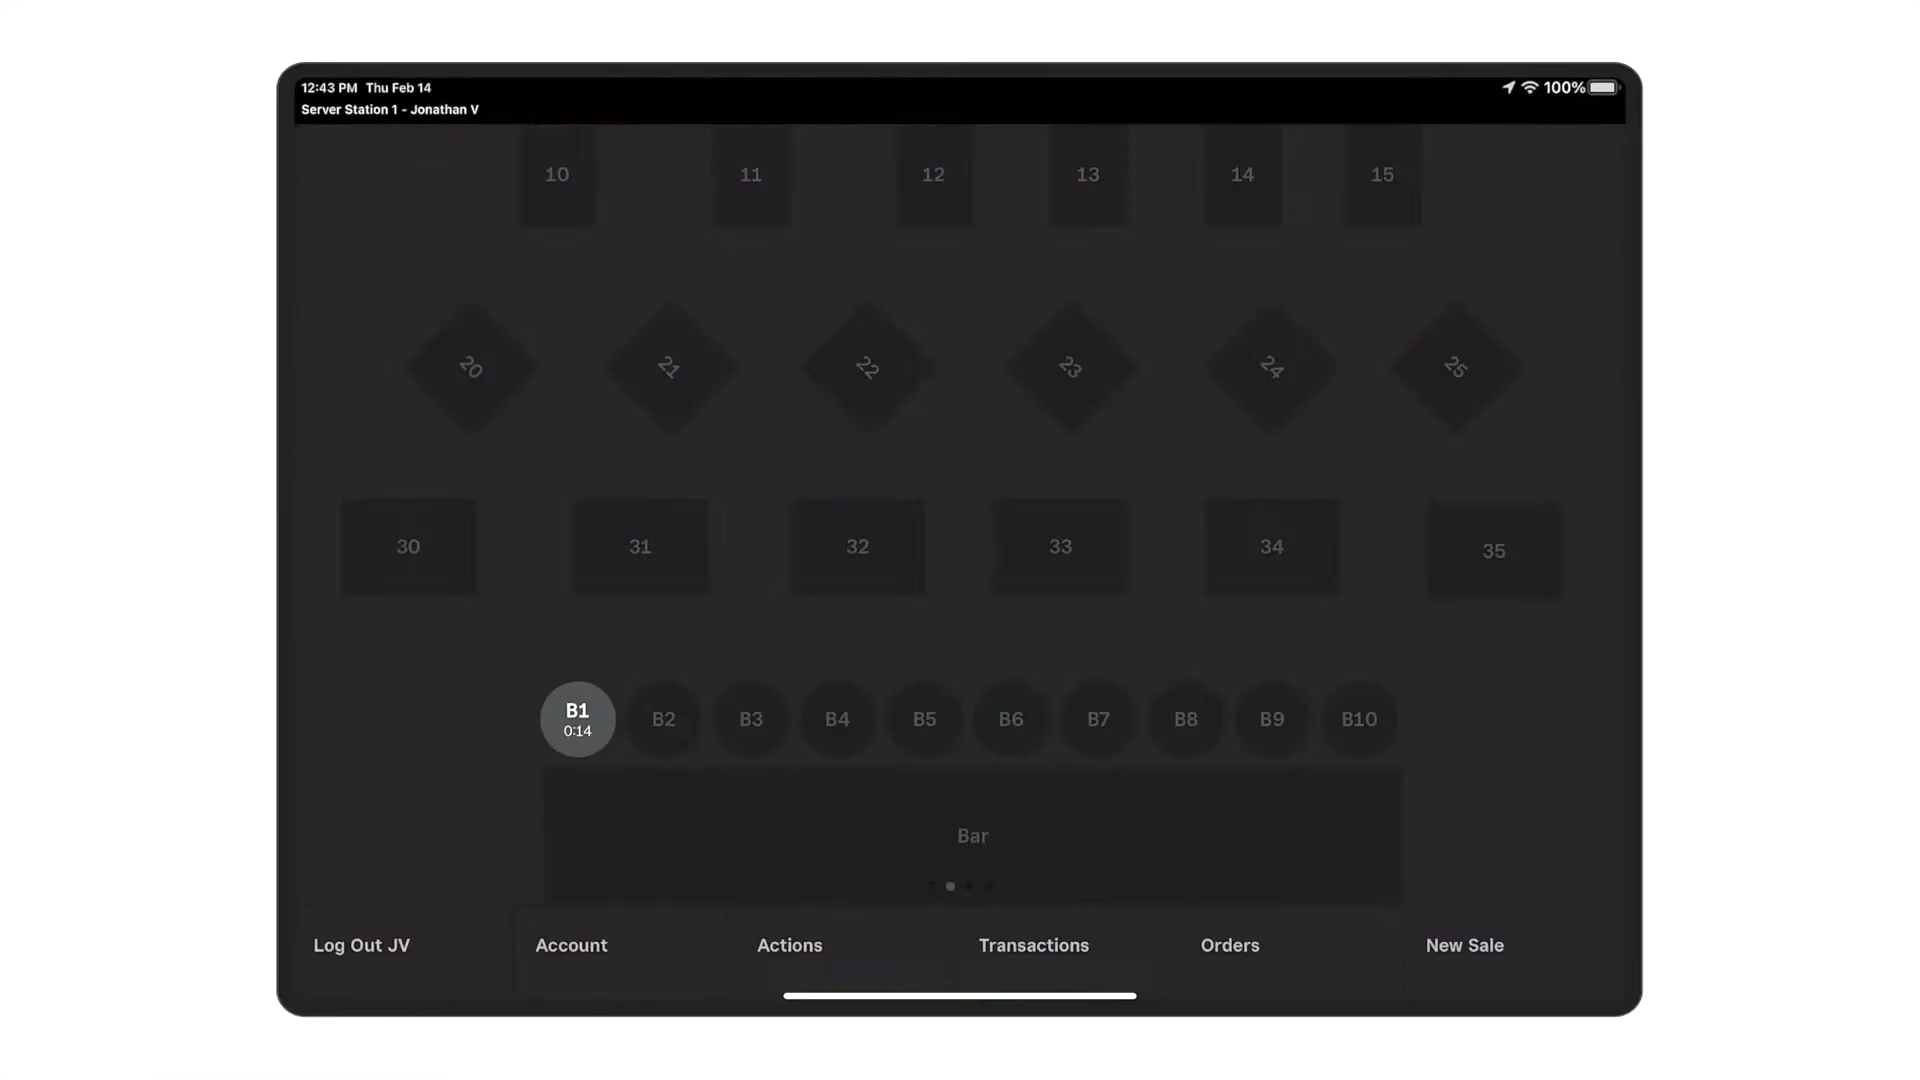 12:43 PM Thu Feb 14 100%
Server Station 1 - Jonathan V
10 11 12 13 14 15
20 21 22 23 24 25
30 31 32 33 34 35
B1 B2 B3 B4 B5 B6 B7 B8 B9 B10
0:14
Bar
Log Out JV Account Actions Transactions Orders New Sale